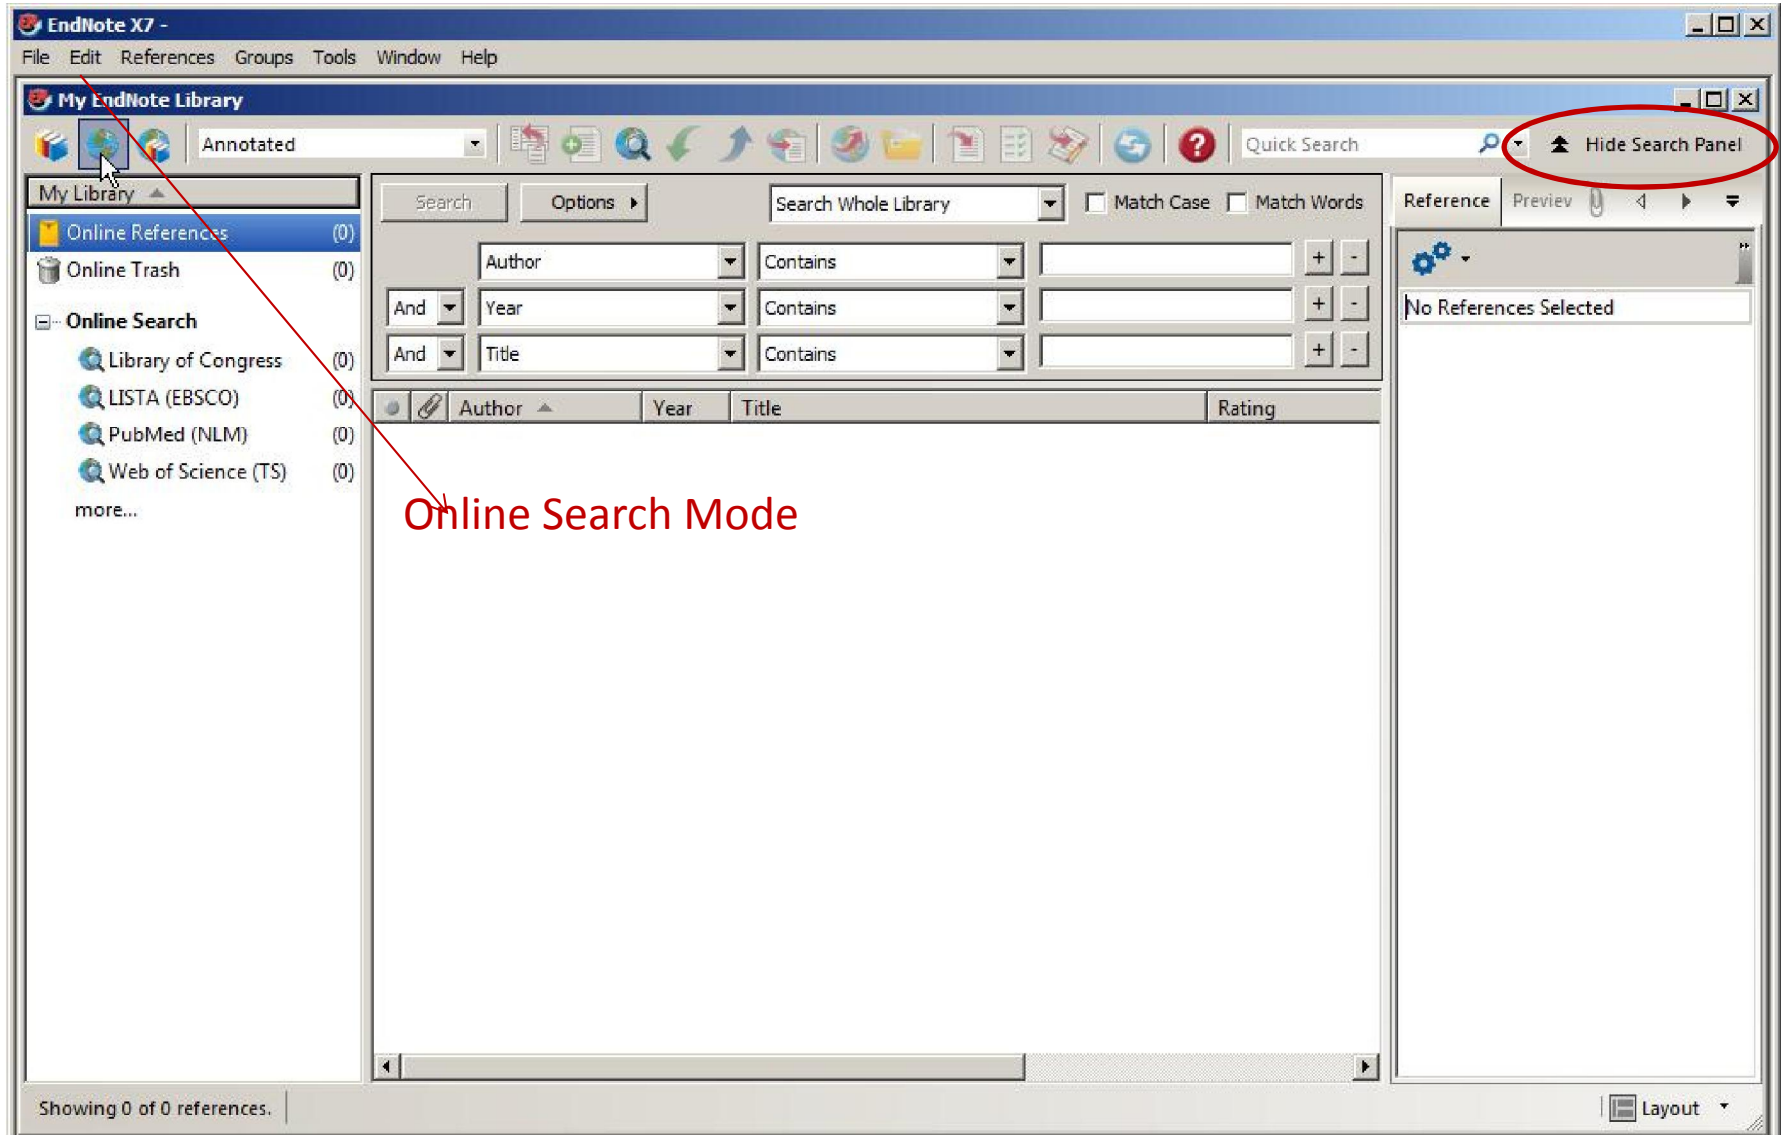 EndNote X7 -
File Edit References Groups Tools Window Help
My EndNote Library
Annotated Quick Search Hide Search Panel
My Library
Online References (0)
Online Trash (0)
Online Search
Library of Congress (0)
LISTA (EBSCO) (0)
PubMed (NLM) (0)
Web of Science (TS) (0)
more...
Search Options Search Whole Library Match Case Match Words
Author Contains + -
And Year Contains + -
And Title Contains + -
Author Year Title Rating
Online Search Mode
Reference Previev
No References Selected
Showing 0 of 0 references. Layout